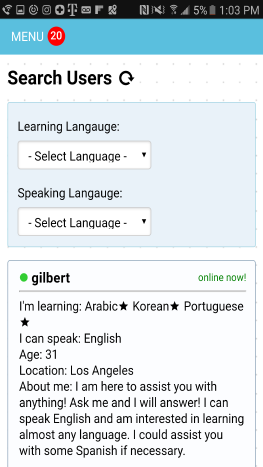 5% 1:03 PM
MENU 20
Search Users
Learning Langauge:
- Select Language -
Speaking Langauge:
- Select Language -
gilbert online now!
I'm learning: Arabic★ Korean★ Portuguese
★
I can speak: English
Age: 31
Location: Los Angeles
About me: I am here to assist you with
anything! Ask me and I will answer! I can
speak English and am interested in learning
almost any language. I could assist you
with some Spanish if necessary.